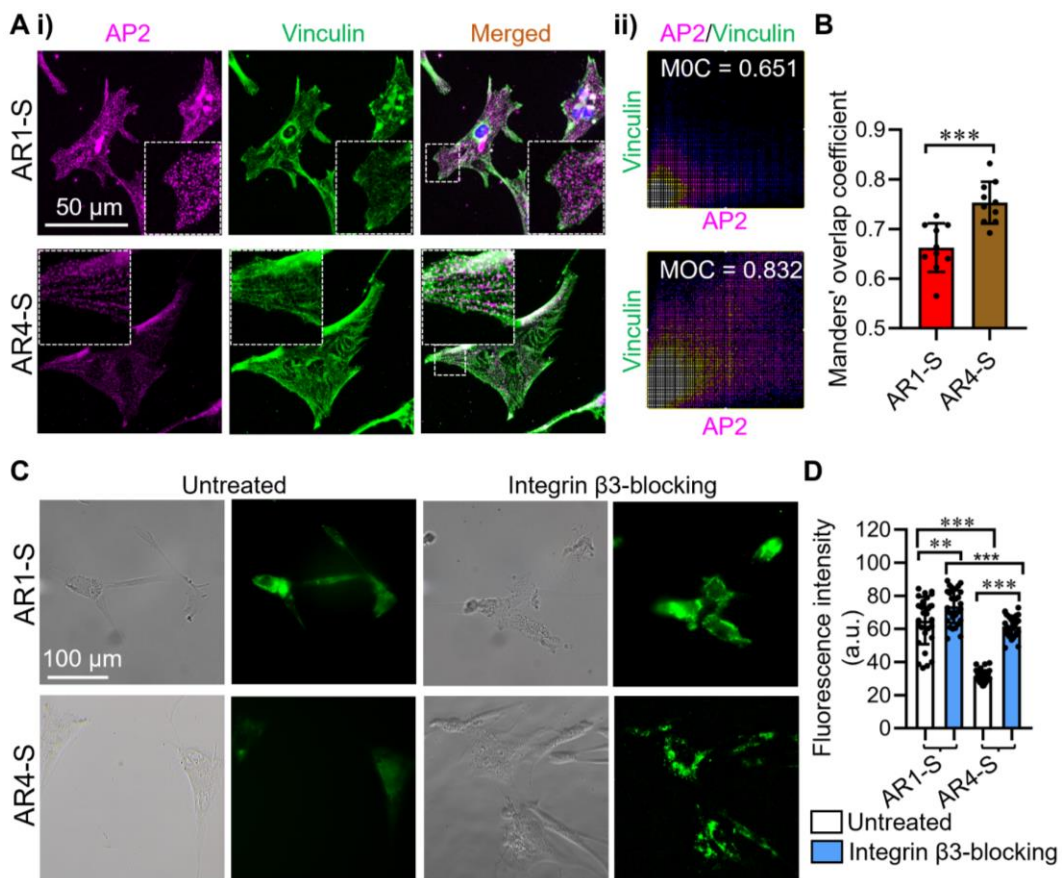 A i)
AP2
Vinculin
Merged
ii)
AP2/Vinculin
B
AR1-S
50 µm
M0C = 0.651
Vinculin
AP2
AR4-S
MOC = 0.832
Vinculin
AP2
Manders' overlap coefficient
0.9
0.8
0.7
0.6
0.5
***
AR1-S
AR4-S
C
Untreated
Integrin β3-blocking
AR1-S
100 µm
AR4-S
D
Fluorescence intensity
(a.u.)
120
100
80
60
40
20
0
***
**
***
***
AR1-S
AR4-S
Untreated
Integrin β3-blocking